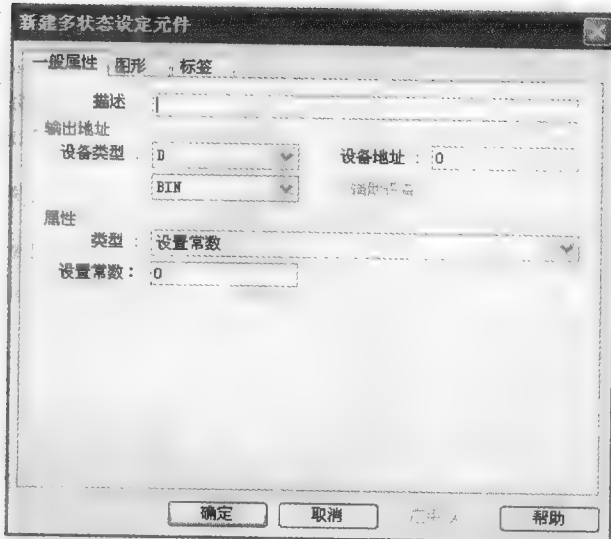 新建多状态设定元件
一般属性 图形 标签
描述 :
输出地址
设备类型 : D 设备地址 : 0
BIN
属性
类型 : 设置常数
设置常数: 0
确定 取消 帮助